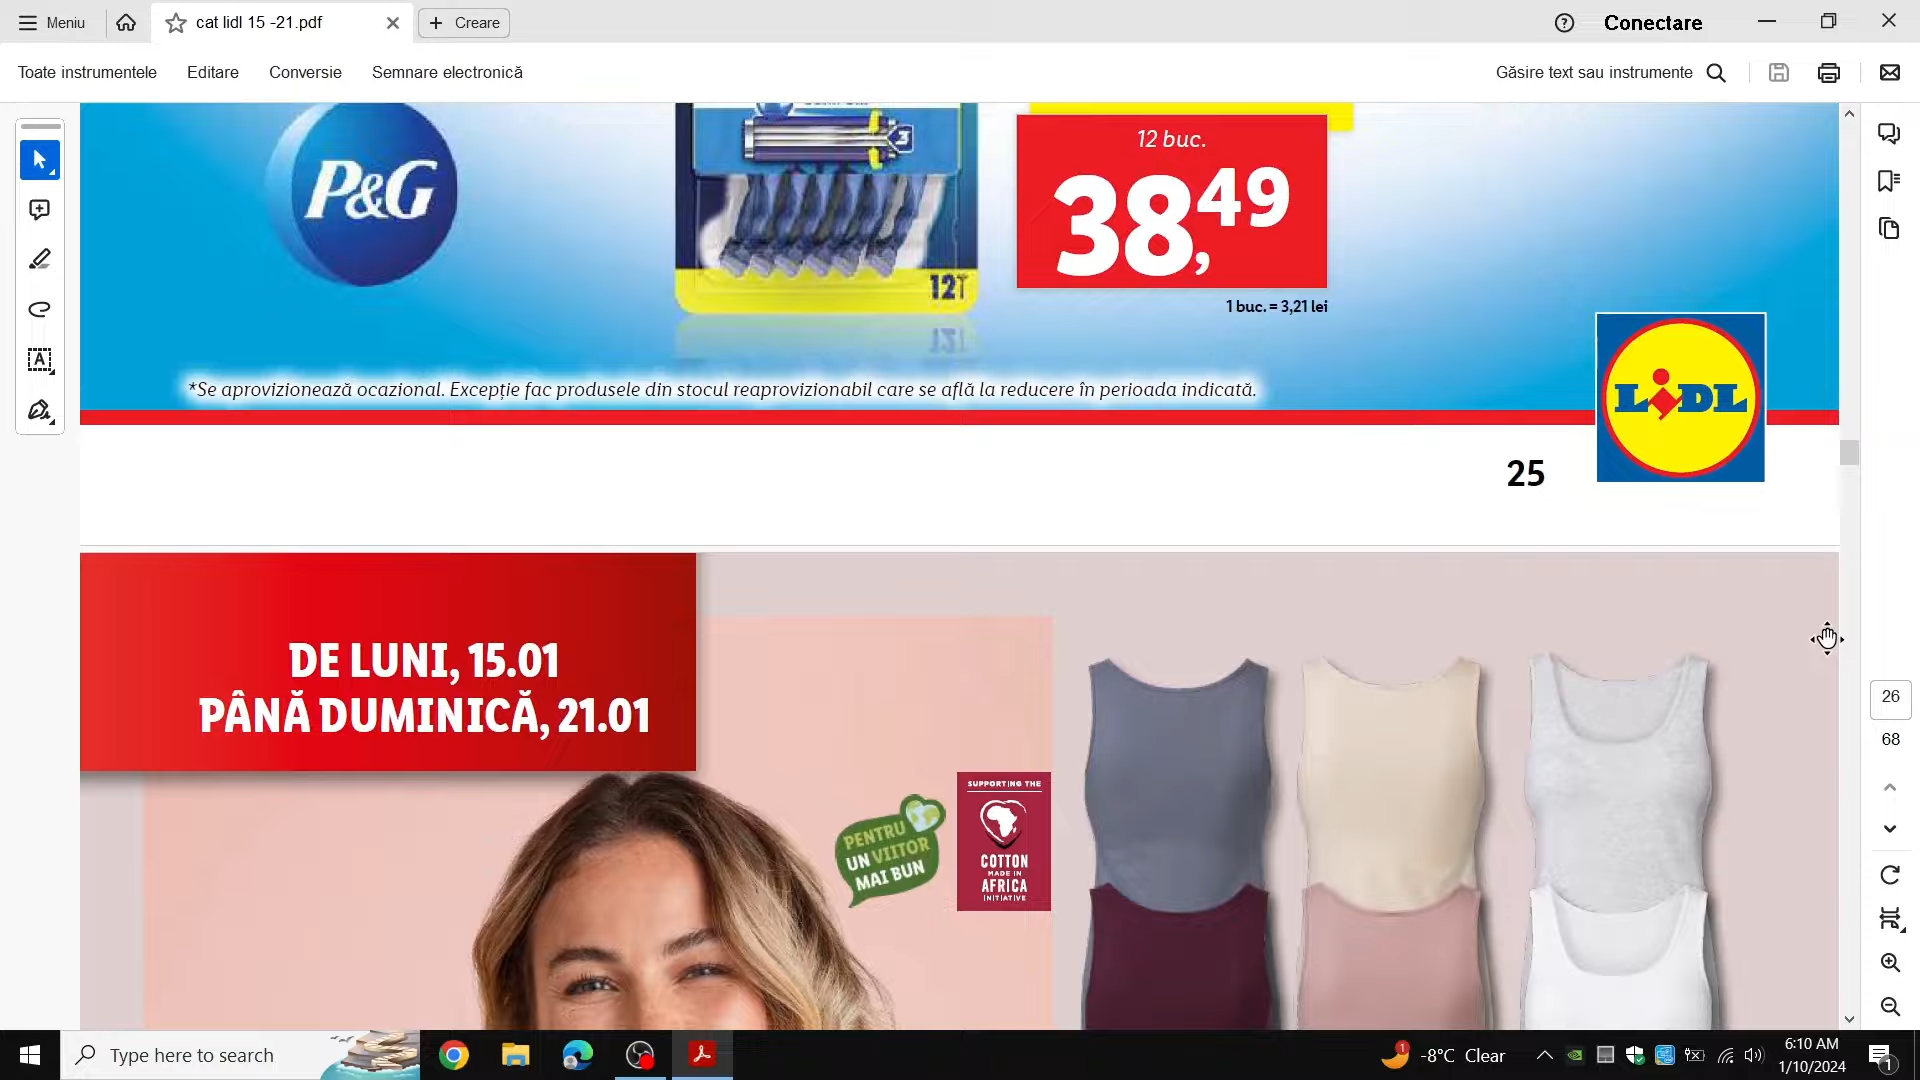 Meniu
cat lidl 15 -21.pdf
Creare
Conectare
Toate instrumentele
Editare
Conversie
Semnare electronică
Găsire text sau instrumente
P&G
3
12 buc.
38,49
12
1 buc. = 3,21 lei
*Se aprovizionează ocazional. Excepție fac produsele din stocul reaprovizionabil care se află la reducere în perioada indicată.
LIDL
25
DE LUNI, 15.01
PÂNĂ DUMINICĂ, 21.01
PENTRU
UN VIITOR
MAI BUN
SUPPORTING THE
COTTON
MADE IN
AFRICA
INITIATIVE
26
68
Type here to search
1
-8°C Clear
6:10 AM
1/10/2024
1